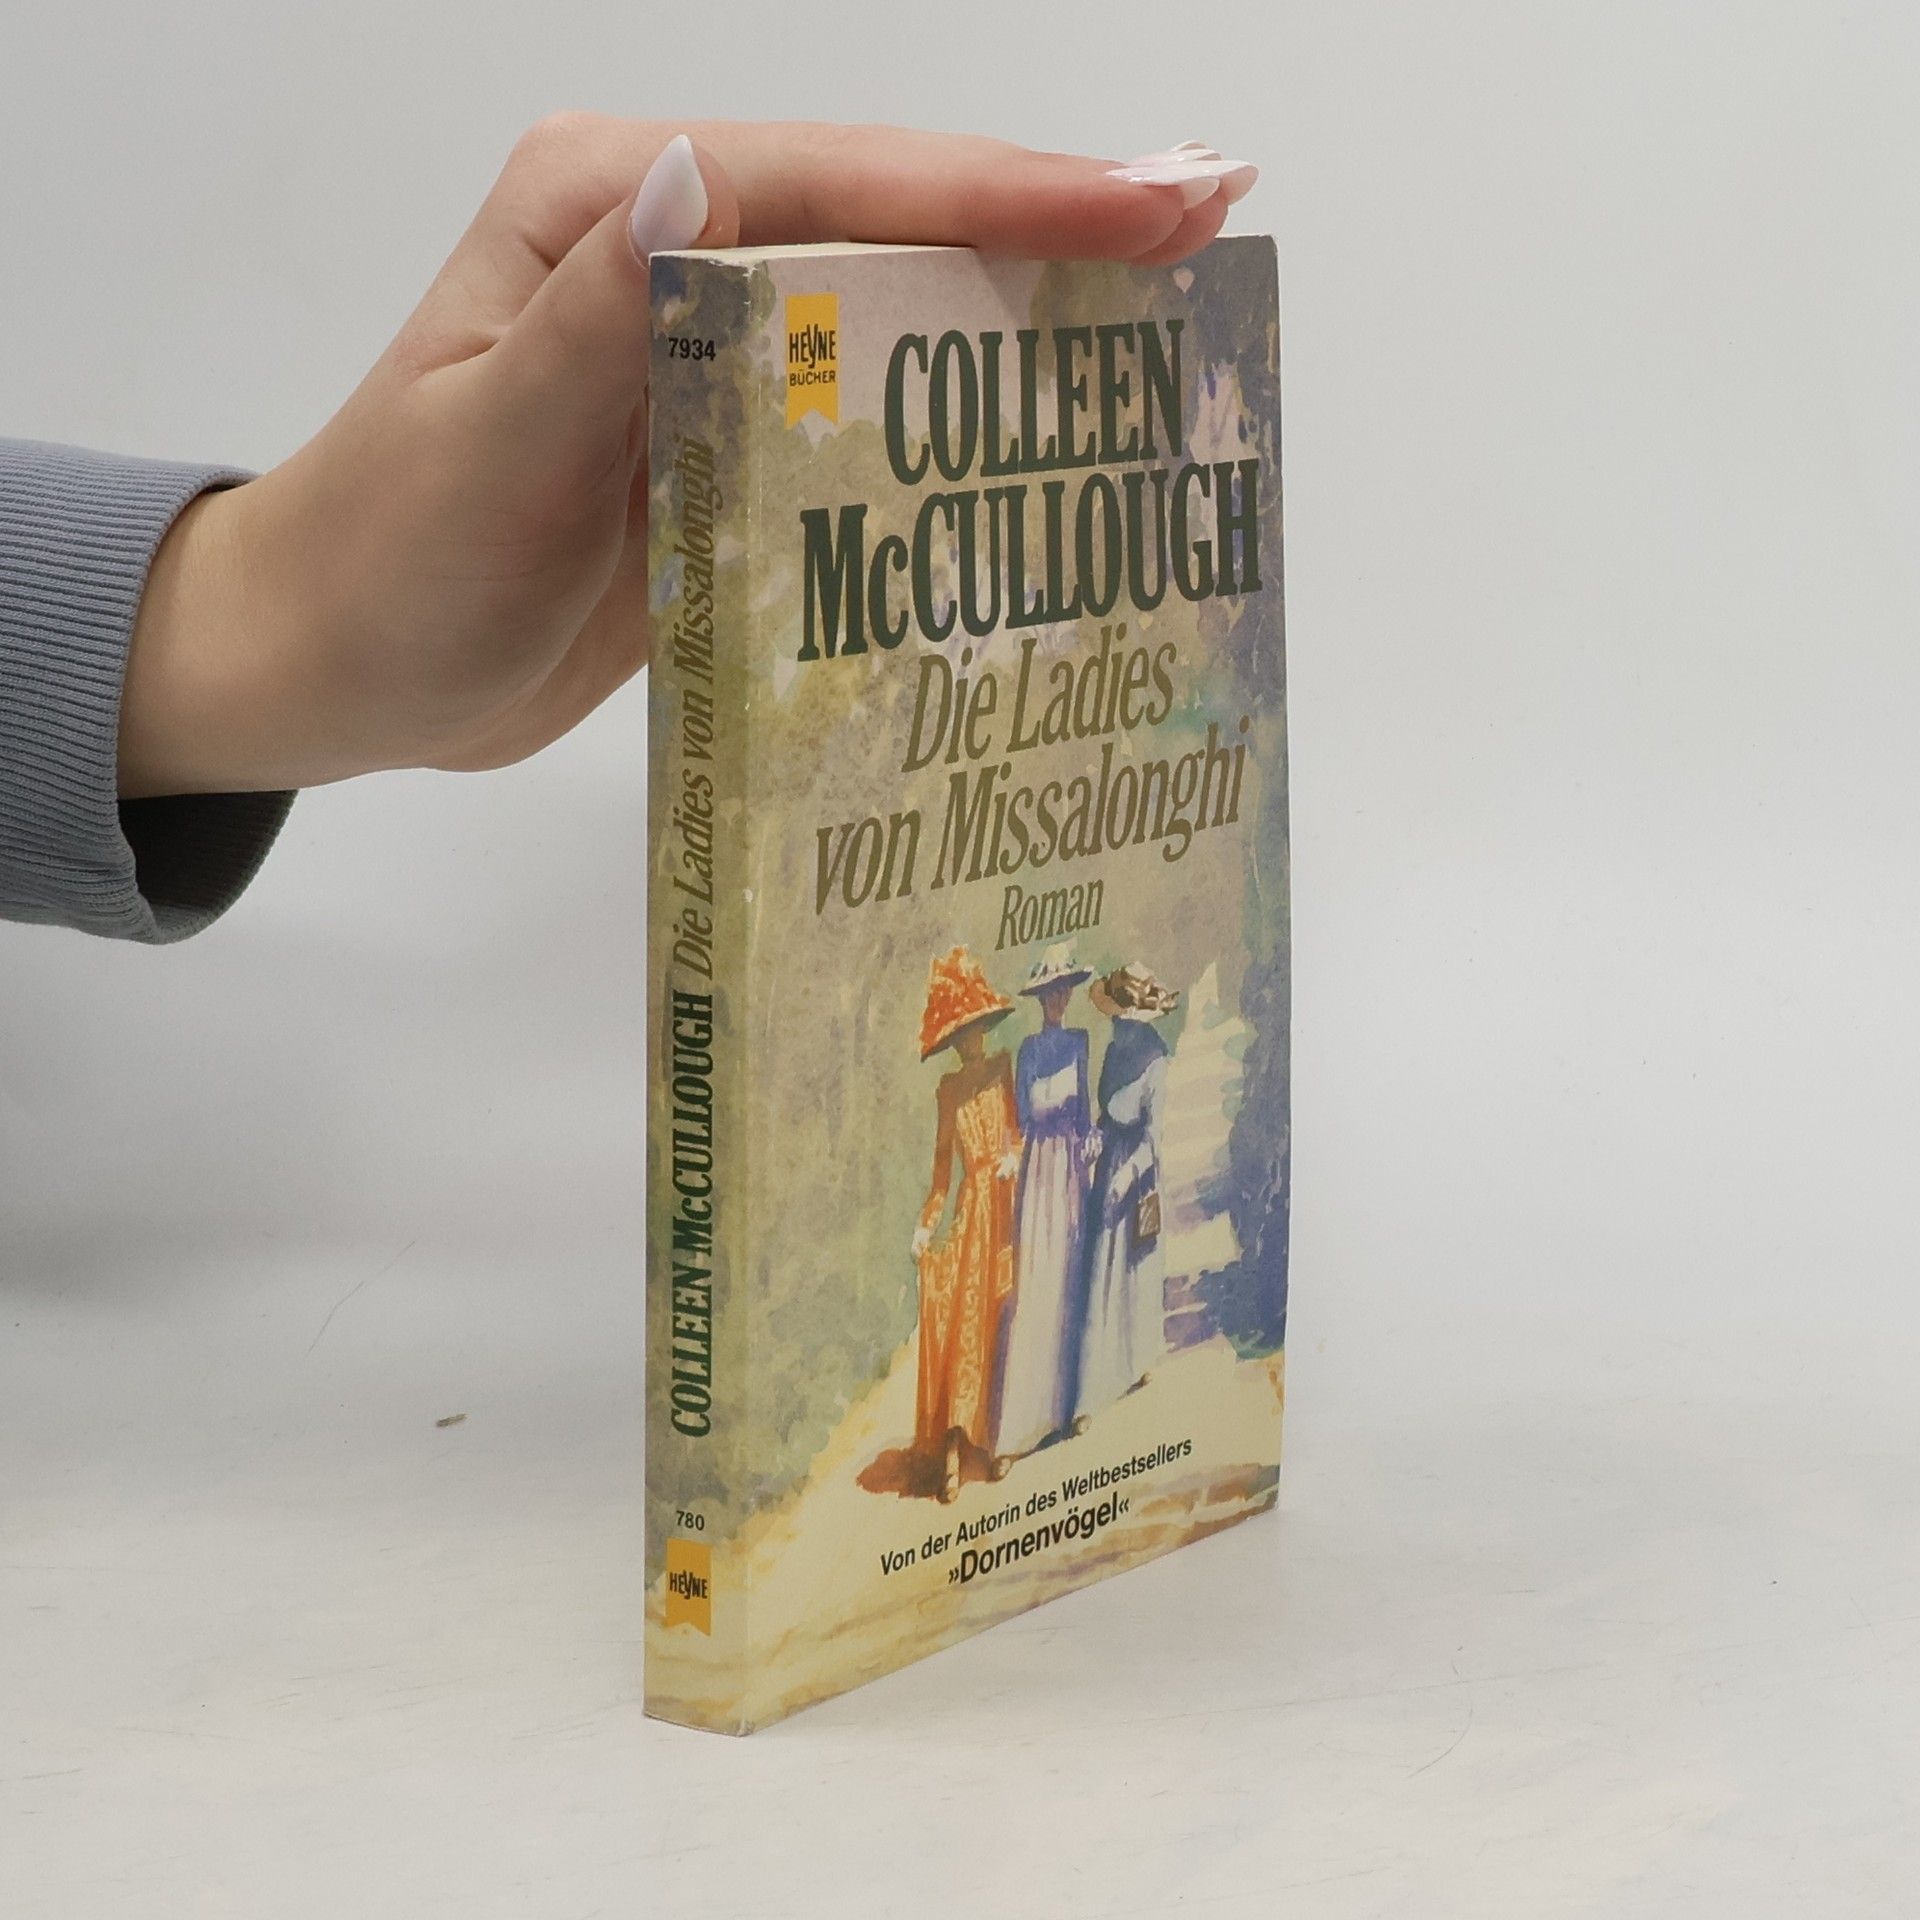 7934
Die Ladies von Missalonghi
COLLEEN McCULLOUGH
780
HEYNE
HEYNE
BÜCHER
COLLEEN
McCULLOUGH
Die Ladies
von Missalonghi
Roman
Von der Autorin des Weltbestsellers
»Dornenvögel«